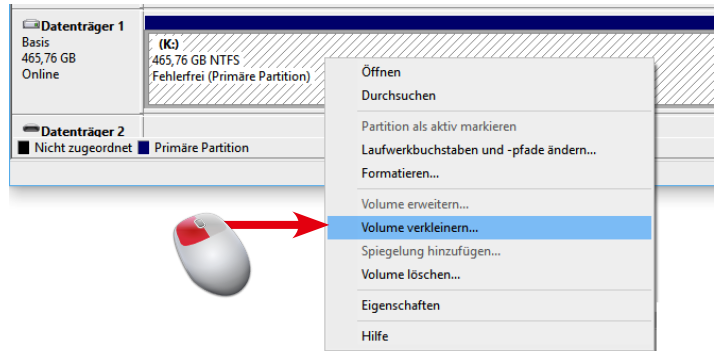 Datenträger 1
Basis
465,76 GB
Online
(K:)
465,76 GB NTFS
Fehlerfrei (Primäre Partition)
Datenträger 2
Nicht zugeordnet Primäre Partition
Öffnen
Durchsuchen
Partition als aktiv markieren
Laufwerkbuchstaben und -pfade ändern...
Formatieren...
Volume erweitern...
Volume verkleinern...
Spiegelung hinzufügen...
Volume löschen...
Eigenschaften
Hilfe